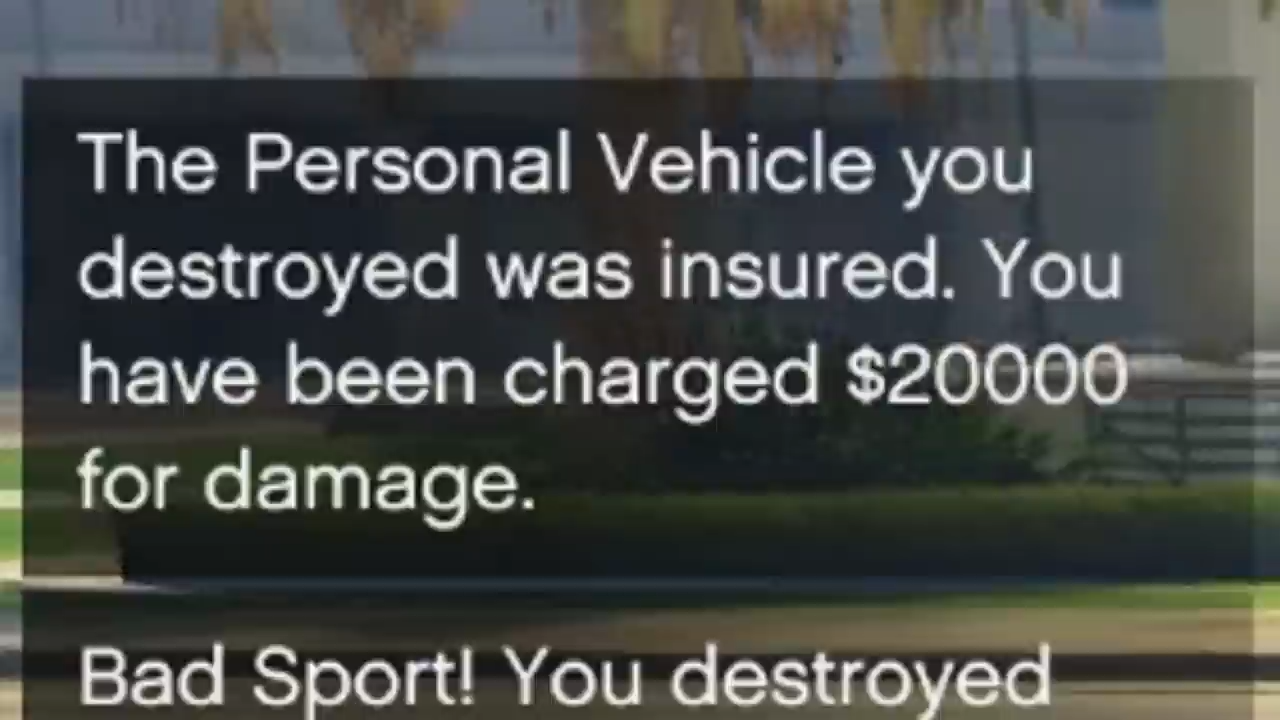 The Personal Vehicle you
destroyed was insured. You
have been charged $20000
for damage.
Bad Sport! You destroyed